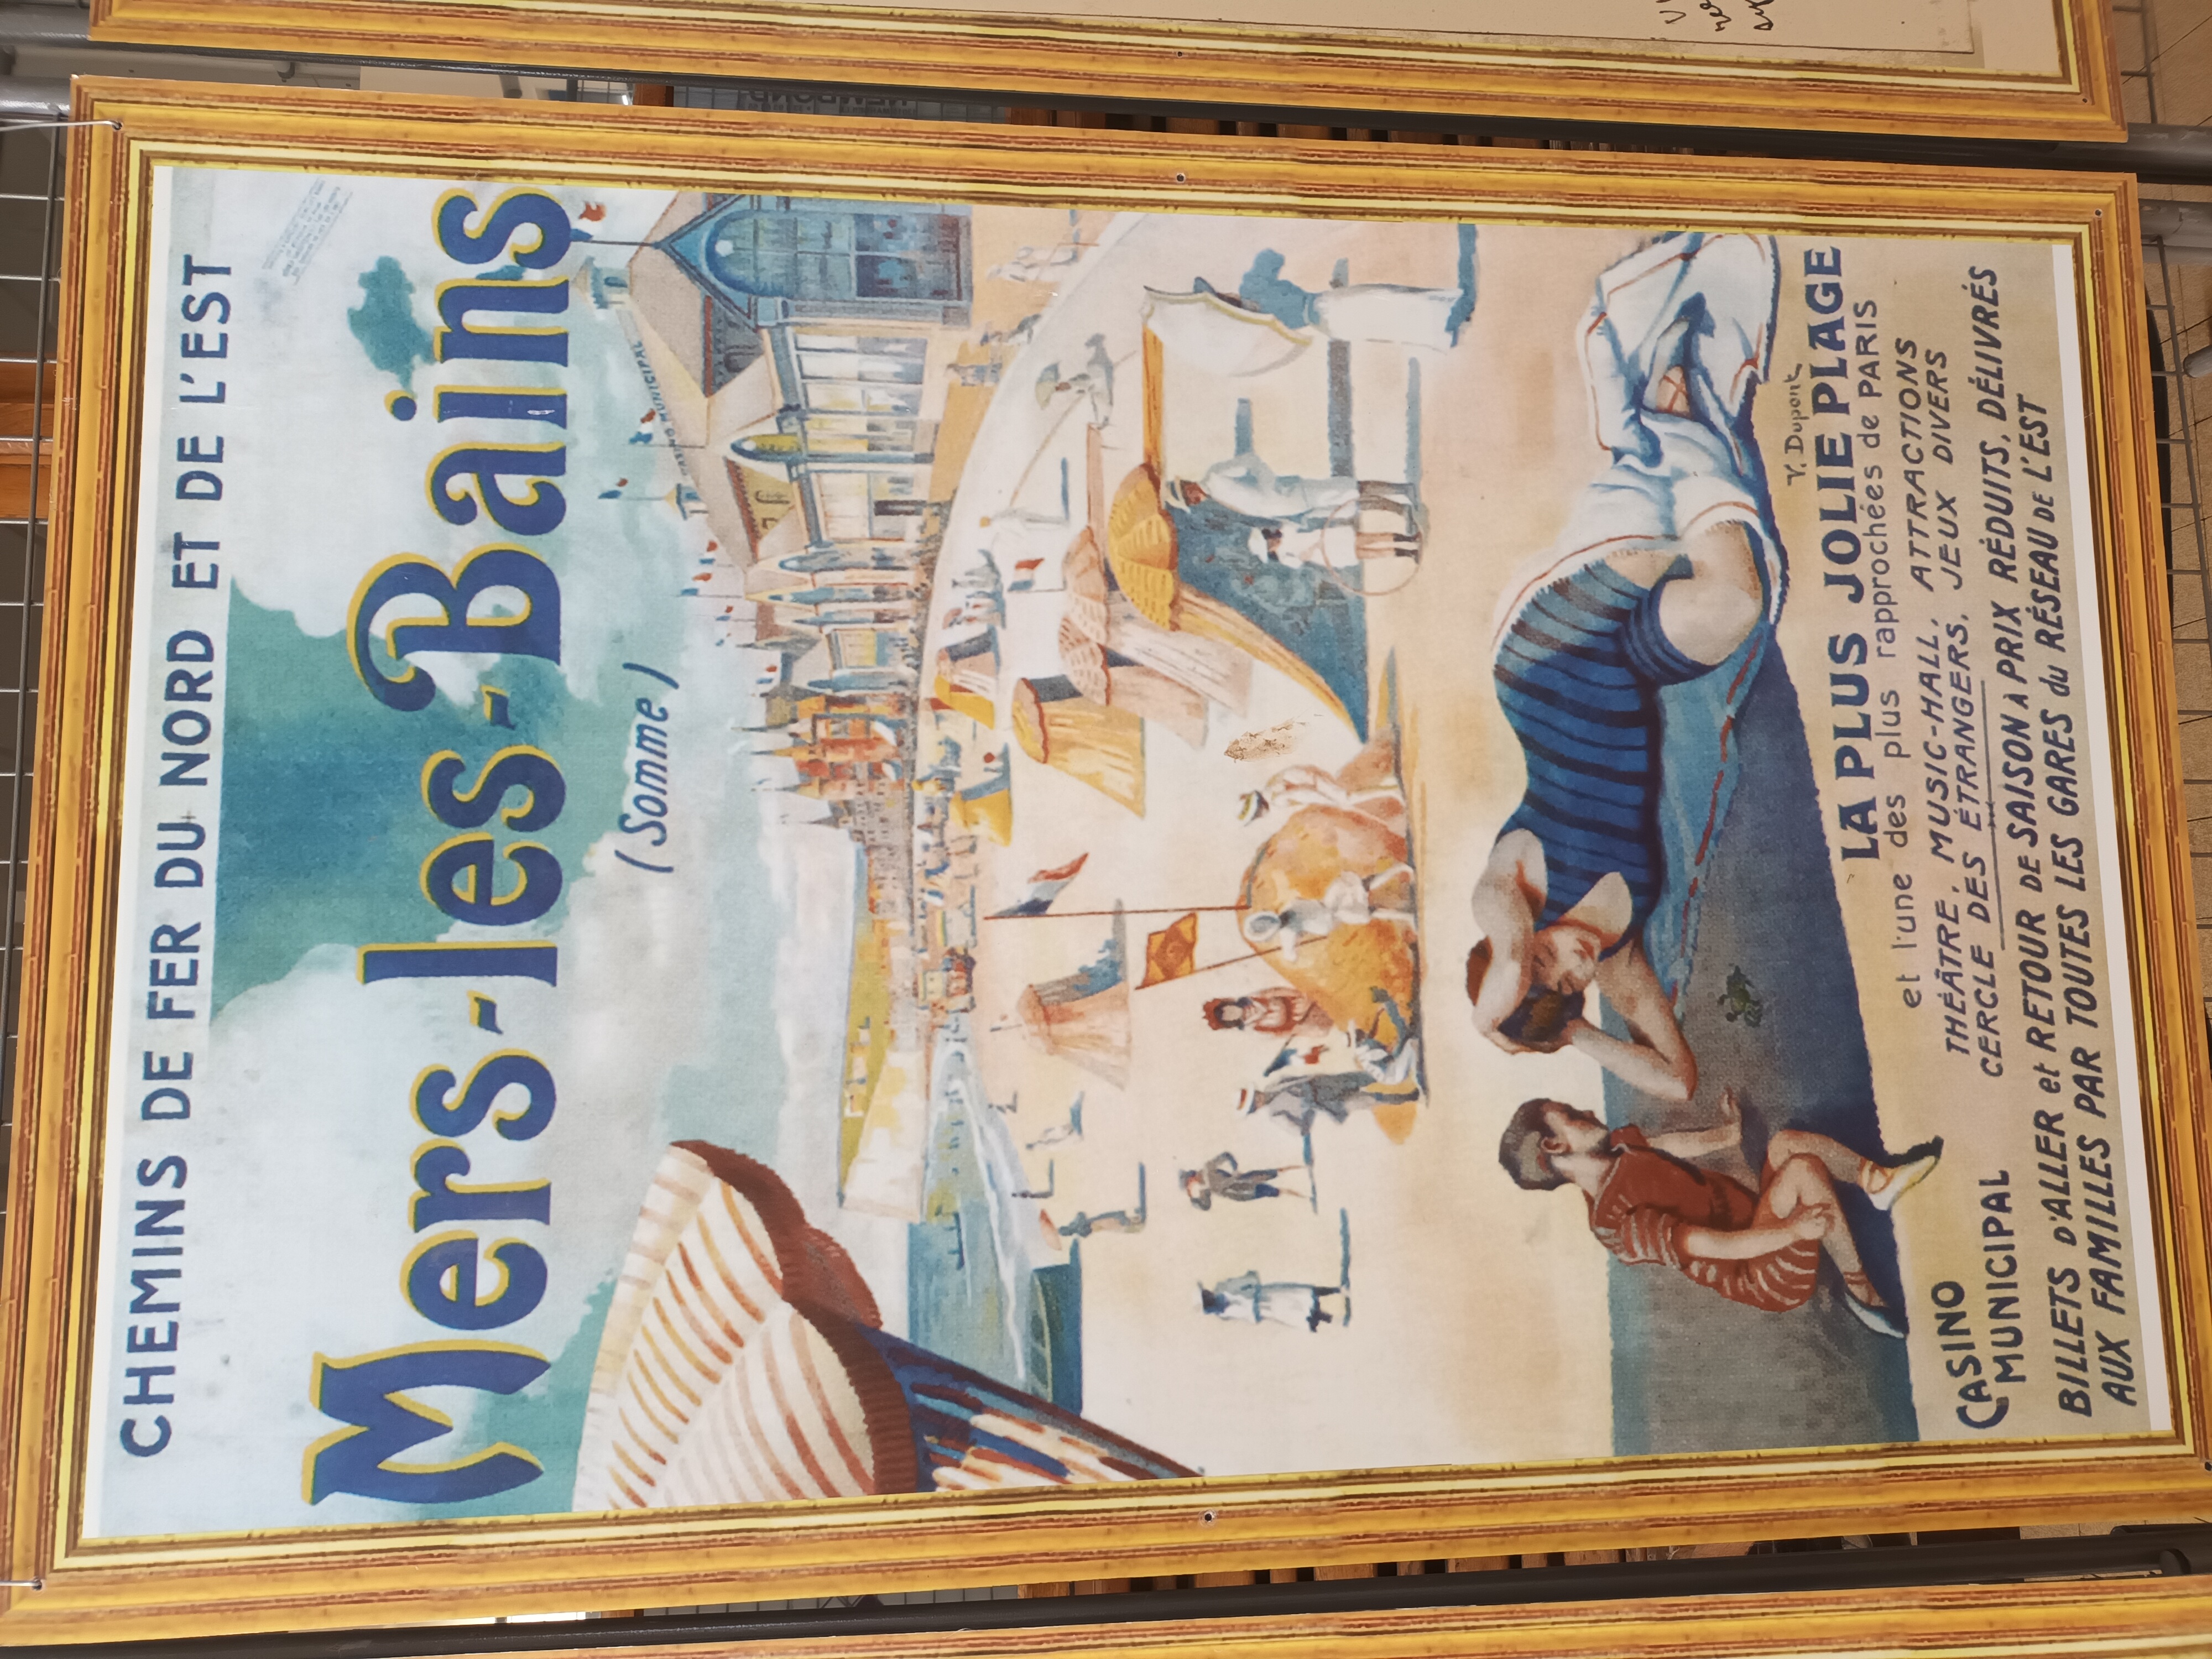 CHEMINS DE FER DU NORD ET DE L'EST
Mers-les-Bains
(Somme)
CASINO MUNICIPAL
V. Dupont
LA PLUS JOLIE PLAGE
et l'une des plus rapprochées de PARIS
CASINO
MUNICIPAL
THÉÂTRE, MUSIC-HALL, ATTRACTIONS
CERCLE DES ÉTRANGERS, JEUX DIVERS
BILLETS D'ALLER et RETOUR DE SAISON À PRIX RÉDUITS, DÉLIVRÉS
AUX FAMILLES PAR TOUTES LES GARES du RÉSEAU DE L'EST